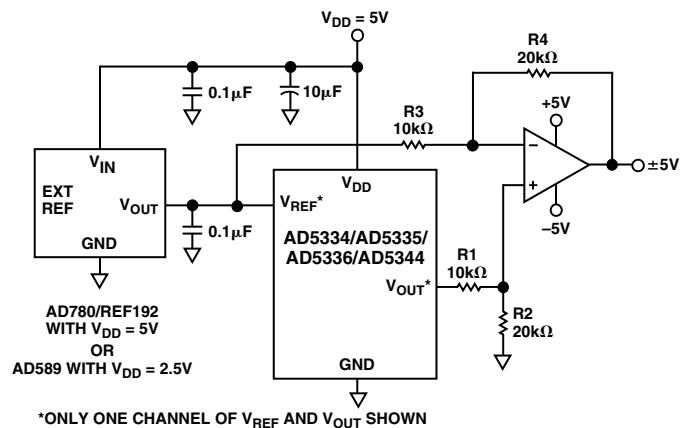 V_DD = 5V
R4
20kΩ
0.1μF
10μF
R3
10kΩ
+5V
V_IN
EXT
REF
V_OUT
GND
V_DD
V_REF*
–
+
±5V
–5V
0.1μF
AD5334/AD5335/
AD5336/AD5344
V_OUT*
R1
10kΩ
R2
20kΩ
GND
AD780/REF192
WITH V_DD = 5V
OR
AD589 WITH V_DD = 2.5V
*ONLY ONE CHANNEL OF V_REF AND V_OUT SHOWN